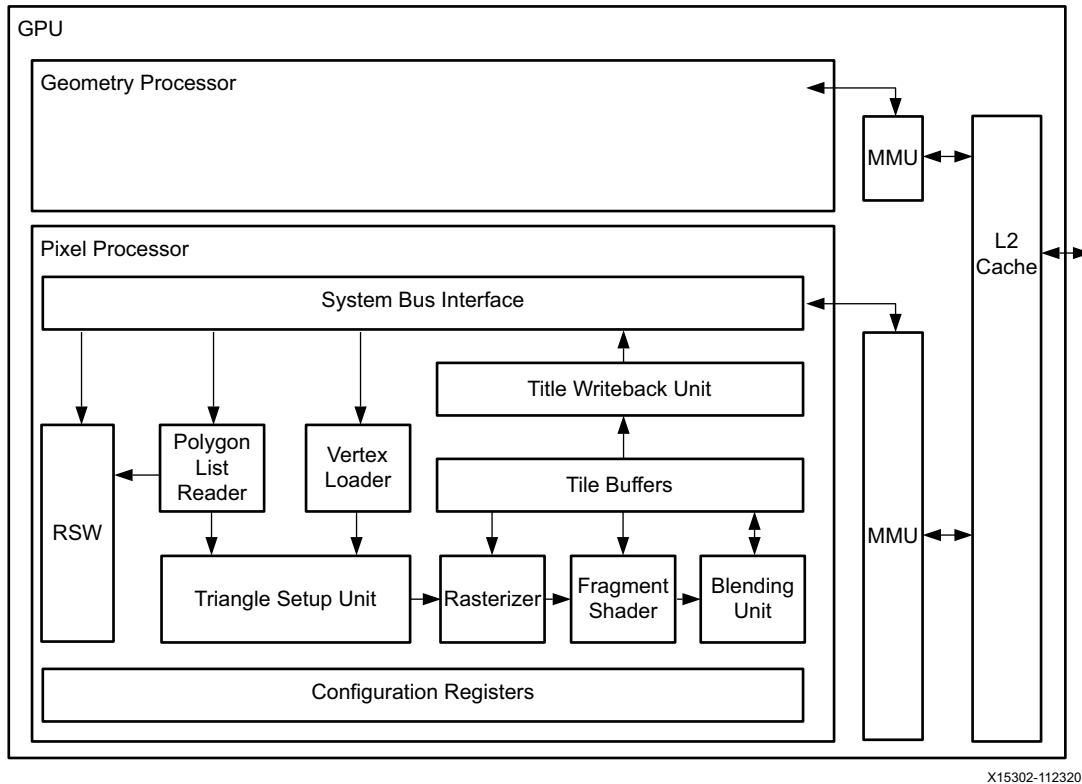 GPU
Geometry Processor
MMU
L2
Cache
Pixel Processor
System Bus Interface
Title Writeback Unit
Polygon
List
Reader
Vertex
Loader
Tile Buffers
RSW
MMU
Triangle Setup Unit
Rasterizer
Fragment
Shader
Blending
Unit
Configuration Registers
X15302-112320